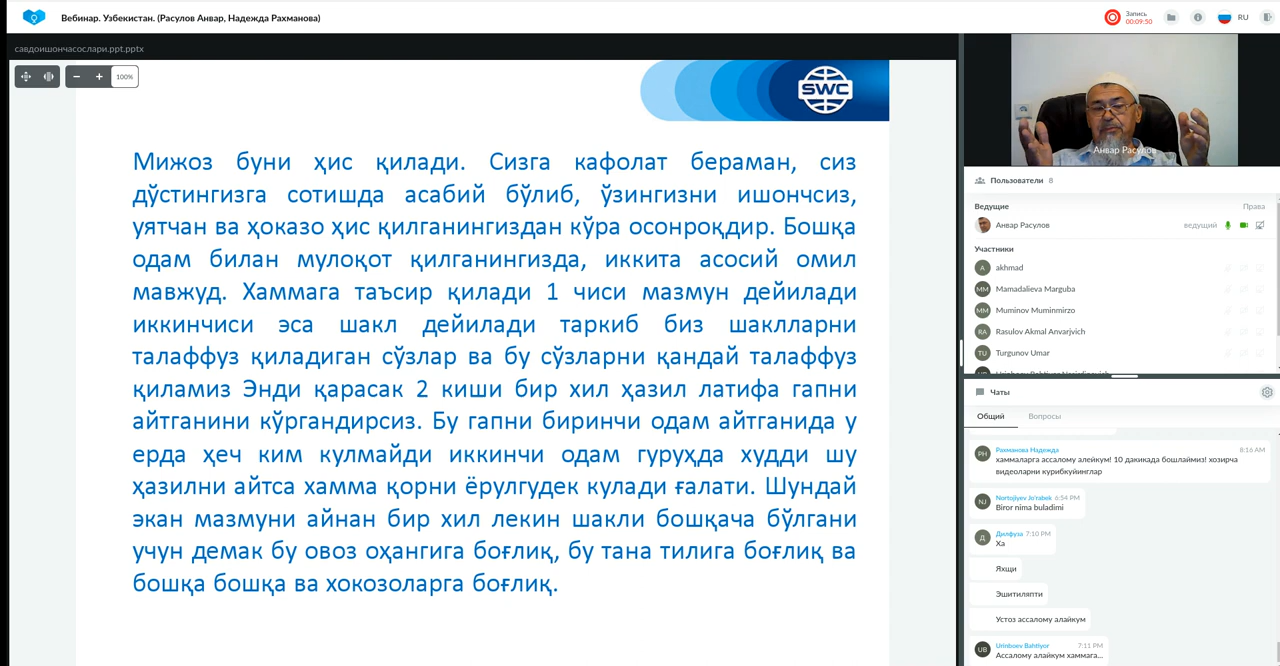 Вебинар. Узбекистан. (Расулов Анвар, Надежда Рахманова)
Запись
00:09:50
RU
савдоишончасослари.ppt.pptx
100%
SWC
Мижоз буни ҳис қилади. Сизга кафолат бераман, сиз
дўстингизга сотишда асабий бўлиб, ўзингизни ишончсиз,
уятчан ва ҳоказо ҳис қилганингиздан кўра осонроқдир. Бошқа
одам билан мулоқот қилганингизда, иккита асосий омил
мавжуд. Хаммага таъсир қилади 1 чиси мазмун дейилади
иккинчиси эса шакл дейилади таркиб биз шаклларни
талаффуз қиладиган сўзлар ва бу сўзларни қандай талаффуз
қиламиз Энди қарасак 2 киши бир хил ҳазил латифа гапни
айтганини кўргандирсиз. Бу гапни биринчи одам айтганида у
ерда ҳеч ким кулмайди иккинчи одам гуруҳда худди шу
ҳазилни айтса хамма қорни ёрулгудек кулади ғалати. Шундай
экан мазмуни айнан бир хил лекин шакли бошқача бўлгани
учун демак бу овоз оҳангига боғлиқ, бу тана тилига боғлиқ ва
бошқа бошқа ва хокозоларга боғлиқ.
Анвар Расулов
Пользователи 8
Ведущие Права
Анвар Расулов ведущий
Участники
A akhmad
MM Mamadalieva Marguba
MM Muminov Muminmirzo
RA Rasulov Akmal Anvarjvich
TU Turgunov Umar
Чаты
Общий Вопросы
РН Рахманова Надежда 8:16 AM
хаммаларга ассалому алейкум! 10 дакикада бошлаймиз! хозирча
видеоларни курибкуйинглар
NJ Nortojiyev Jo'rabek 6:54 PM
Biror nima buladimi
Д Дилфуза 7:10 PM
Ха
Яхши
Эшитиляпти
Устоз ассалому алайкум
UB Urinboev Bahtiyor 7:11 PM
Ассалому алайкум хаммага...